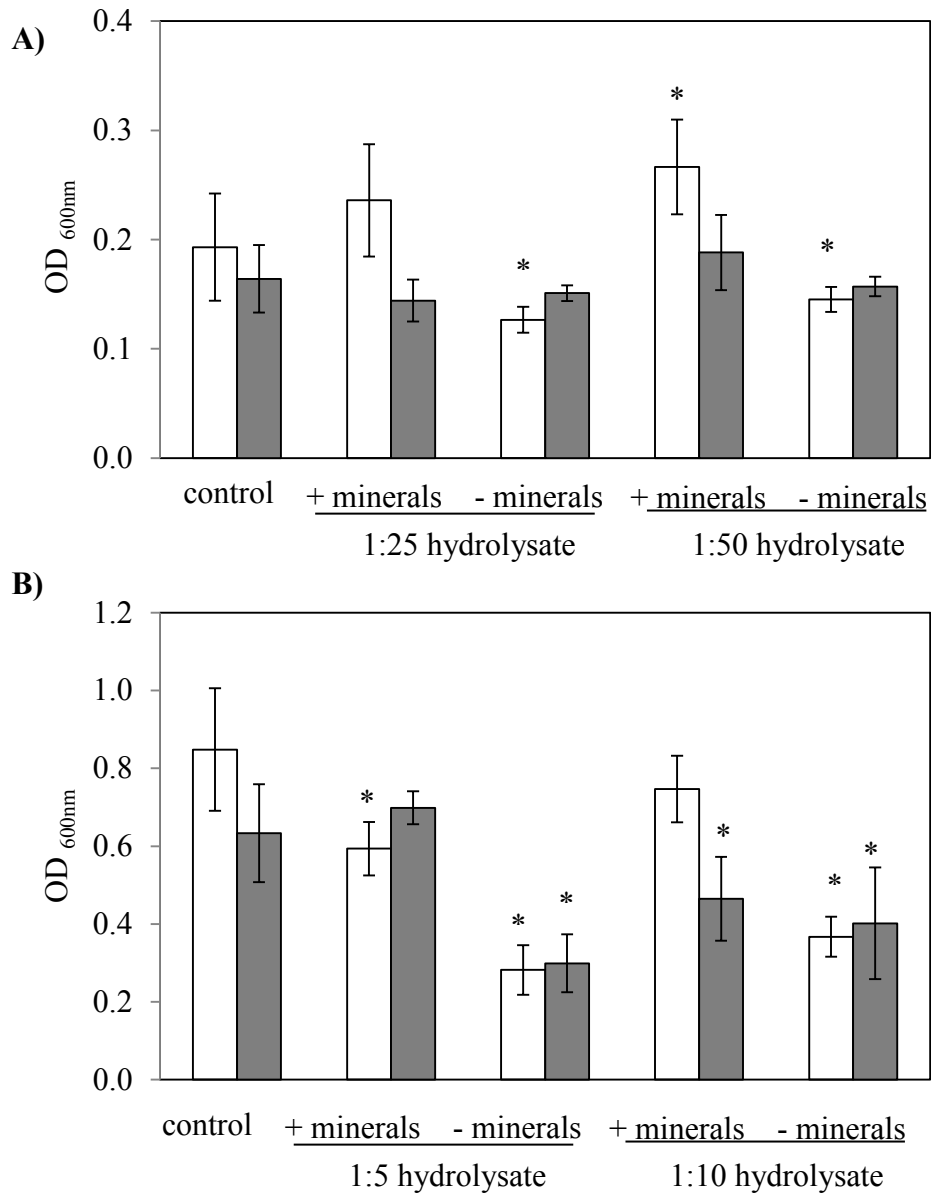 A)
0.4
*
0.3
*
*
OD 600nm
0.2
0.1
0.0
control + minerals - minerals + minerals - minerals
1:25 hydrolysate 1:50 hydrolysate
B)
1.2
1.0
0.8
*
*
*
OD 600nm
0.6
*
*
*
0.4
0.2
0.0
control + minerals - minerals + minerals - minerals
1:5 hydrolysate 1:10 hydrolysate